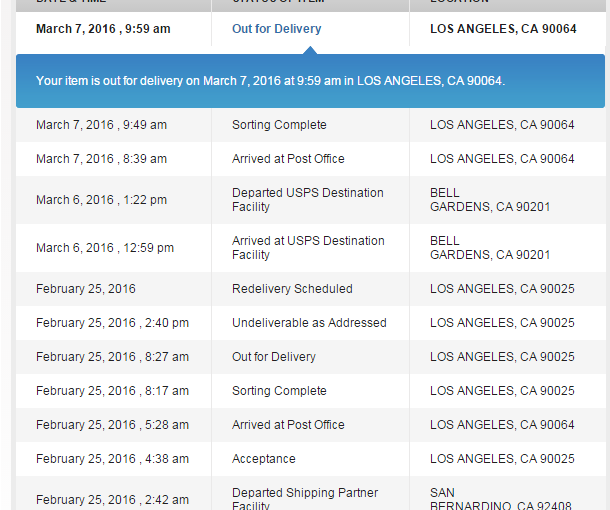 DATE & TIME STATUS OF ITEM LOCATION
March 7, 2016 , 9:59 am Out for Delivery LOS ANGELES, CA 90064
Your item is out for delivery on March 7, 2016 at 9:59 am in LOS ANGELES, CA 90064.
March 7, 2016 , 9:49 am Sorting Complete LOS ANGELES, CA 90064
March 7, 2016 , 8:39 am Arrived at Post Office LOS ANGELES, CA 90064
March 6, 2016 , 1:22 pm Departed USPS Destination Facility BELL GARDENS, CA 90201
March 6, 2016 , 12:59 pm Arrived at USPS Destination Facility BELL GARDENS, CA 90201
February 25, 2016 Redelivery Scheduled LOS ANGELES, CA 90025
February 25, 2016 , 2:40 pm Undeliverable as Addressed LOS ANGELES, CA 90025
February 25, 2016 , 8:27 am Out for Delivery LOS ANGELES, CA 90025
February 25, 2016 , 8:17 am Sorting Complete LOS ANGELES, CA 90025
February 25, 2016 , 5:28 am Arrived at Post Office LOS ANGELES, CA 90064
February 25, 2016 , 4:38 am Acceptance LOS ANGELES, CA 90025
February 25, 2016 , 2:42 am Departed Shipping Partner Facility SAN BERNARDINO, CA 92408